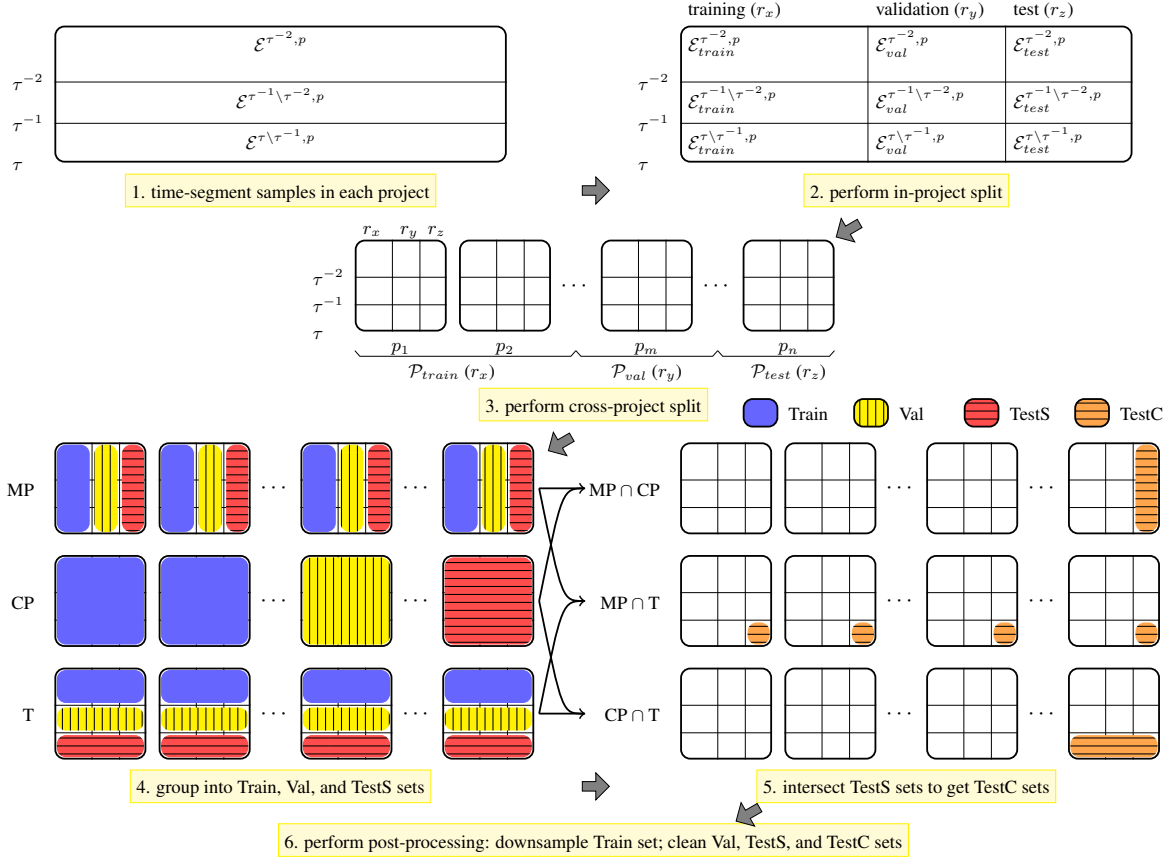 training (r_x) validation (r_y) test (r_z)
ℰ^{τ^{-2},p}
ℰ_{train}^{τ^{-2},p} ℰ_{val}^{τ^{-2},p} ℰ_{test}^{τ^{-2},p}
τ^{-2} τ^{-2}
ℰ^{τ^{-1}\τ^{-2},p}
ℰ_{train}^{τ^{-1}\τ^{-2},p} ℰ_{val}^{τ^{-1}\τ^{-2},p} ℰ_{test}^{τ^{-1}\τ^{-2},p}
τ^{-1} τ^{-1}
ℰ^{τ\τ^{-1},p}
ℰ_{train}^{τ\τ^{-1},p} ℰ_{val}^{τ\τ^{-1},p} ℰ_{test}^{τ\τ^{-1},p}
τ τ
1. time-segment samples in each project
2. perform in-project split
r_x r_y r_z
τ^{-2}
... ...
τ^{-1}
τ
p_1 p_2 p_m p_n
𝒫_{train} (r_x) 𝒫_{val} (r_y) 𝒫_{test} (r_z)
3. perform cross-project split
Train Val TestS TestC
MP ... ... MP ∩ CP ... ...
CP ... ... MP ∩ T ... ...
T ... ... CP ∩ T ... ...
4. group into Train, Val, and TestS sets
5. intersect TestS sets to get TestC sets
6. perform post-processing: downsample Train set; clean Val, TestS, and TestC sets